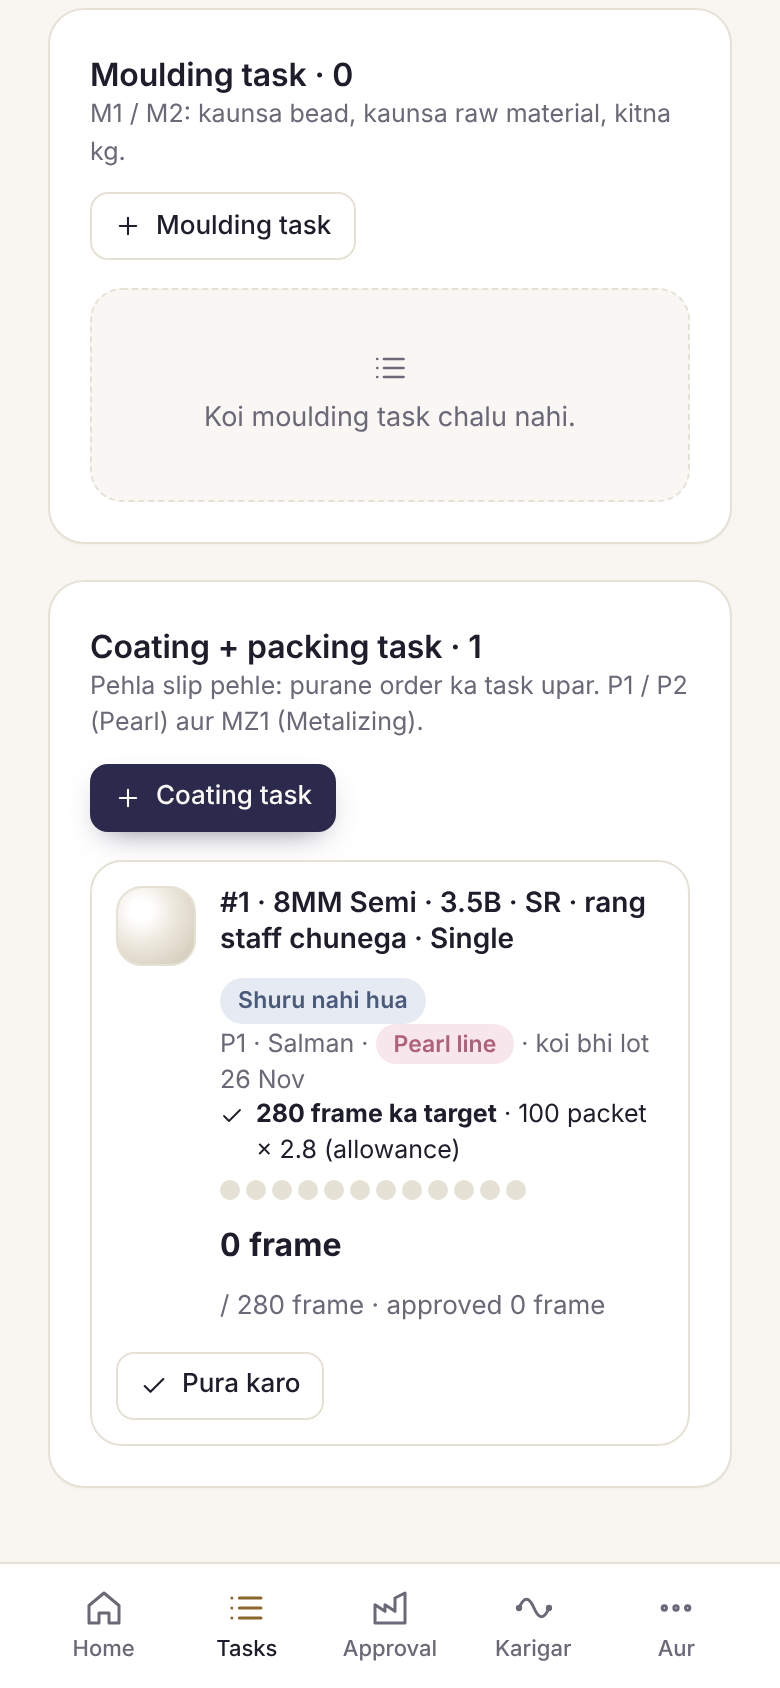 Moulding task · 0
M1 / M2: kaunsa bead, kaunsa raw material, kitna
kg.
+ Moulding task
Koi moulding task chalu nahi.
Coating + packing task · 1
Pehla slip pehle: purane order ka task upar. P1 / P2
(Pearl) aur MZ1 (Metalizing).
+ Coating task
#1 · 8MM Semi · 3.5B · SR · rang
staff chunega · Single
Shuru nahi hua
P1 · Salman · Pearl line · koi bhi lot
26 Nov
✓ 280 frame ka target · 100 packet
× 2.8 (allowance)
0 frame
/ 280 frame · approved 0 frame
✓ Pura karo
Home Tasks Approval Karigar Aur